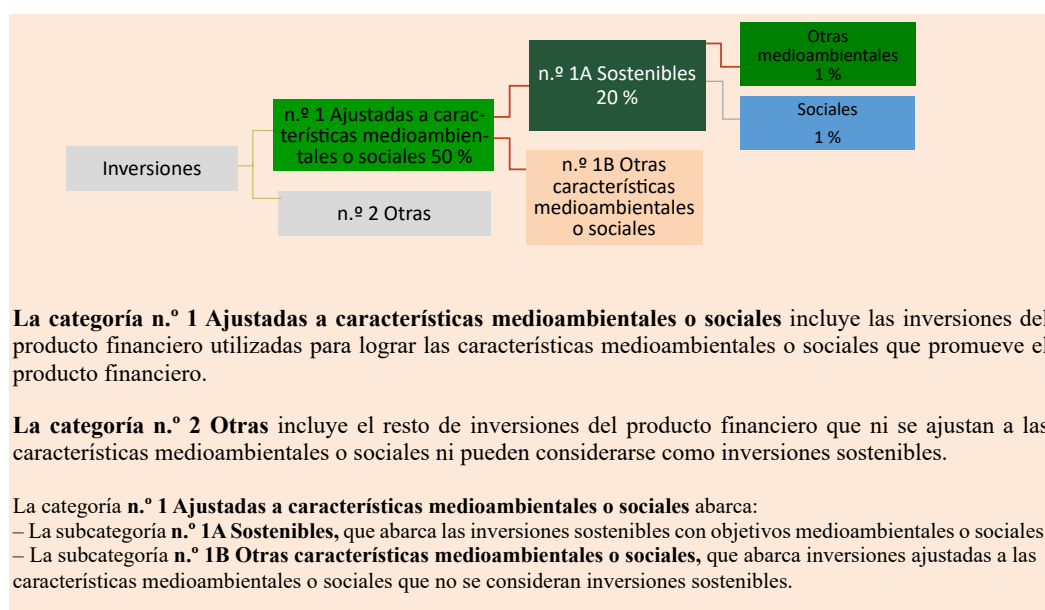 Inversiones
n.º 1 Ajustadas a carac-
terísticas medioambien-
tales o sociales 50 %
n.º 2 Otras
n.º 1A Sostenibles
20 %
n.º 1B Otras
características
medioambientales
o sociales
Otras
medioambientales
1 %
Sociales
1 %
La categoría n.º 1 Ajustadas a características medioambientales o sociales incluye las inversiones del
producto financiero utilizadas para lograr las características medioambientales o sociales que promueve el
producto financiero.
La categoría n.º 2 Otras incluye el resto de inversiones del producto financiero que ni se ajustan a las
características medioambientales o sociales ni pueden considerarse como inversiones sostenibles.
La categoría n.º 1 Ajustadas a características medioambientales o sociales abarca:
– La subcategoría n.º 1A Sostenibles, que abarca las inversiones sostenibles con objetivos medioambientales o sociales
– La subcategoría n.º 1B Otras características medioambientales o sociales, que abarca inversiones ajustadas a las
características medioambientales o sociales que no se consideran inversiones sostenibles.